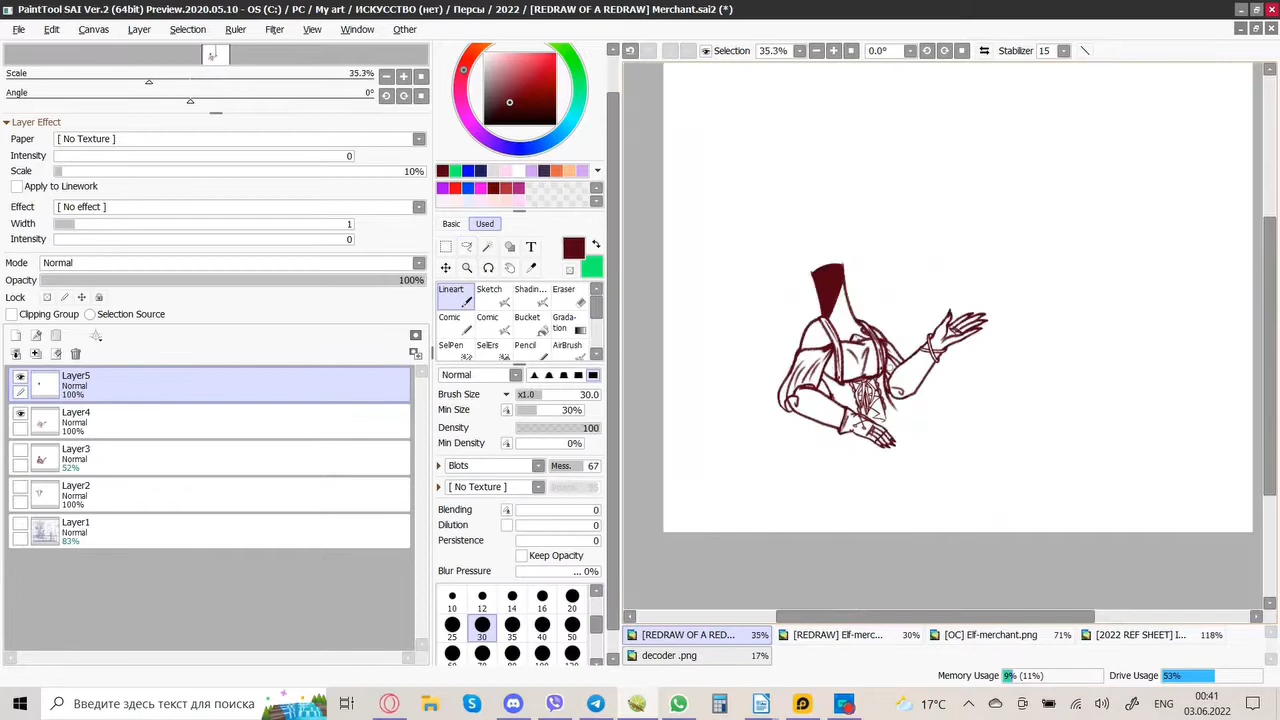 PaintTool SAI Ver.2 (64bit) Preview.2020.05.10 - OS (C:) / PC / My art / ИСКУССТВО (нет) / Персы / 2022 / [REDRAW OF A REDRAW] Merchant.sai2 (*)
File Edit Canvas Layer Selection Ruler Filter View Window Other
Selection 35.3% 0.0° Stabilizer 15
Scale 35.3%
Angle 0°
Layer Effect
Paper [ No Texture ]
Intensity 0
Scale 10%
Apply to Linework
Effect [ No effect ]
Width 1
Intensity 0
Mode Normal
Opacity 100%
Lock
Clipping Group Selection Source
Layer5
Normal
100%
Layer4
Normal
100%
Layer3
Normal
52%
Layer2
Normal
100%
Layer1
Normal
83%
Basic Used
T
Lineart Sketch Shadin... Eraser
Comic Comic Bucket Grada-
tion
SelPen SelErs Pencil AirBrush
Normal
Brush Size x1.0 30.0
Min Size 30%
Density 100
Min Density 0%
Blots Mess. 67
[ No Texture ]
Blending 0
Dilution 0
Persistence 0
Keep Opacity
Blur Pressure ... 0%
10 12 14 16 20
25 30 35 40 50
60 70 80 100 120
[REDRAW OF A RED... 35% [REDRAW] Elf-merc... 30% [OC] Elf-merchant.png 71% [2022 REF SHEET] I... 118%
decoder .png 17%
Memory Usage 9% (11%) Drive Usage 53%
Введите здесь текст для поиска
17°C ENG 00:41
03.06.2022